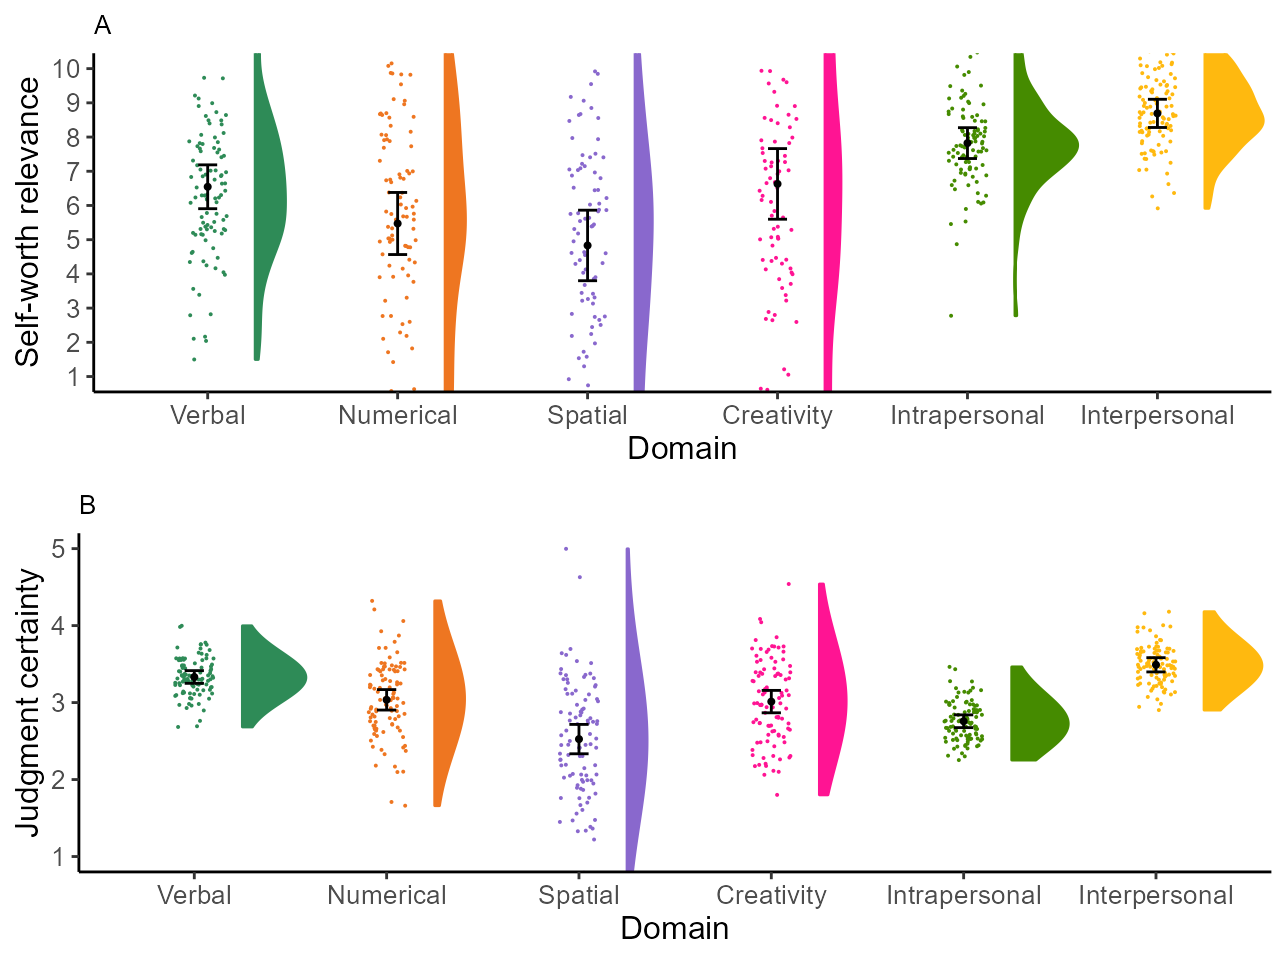 A
Self-worth relevance
10
9
8
7
6
5
4
3
2
1
Verbal Numerical Spatial Creativity Intrapersonal Interpersonal
Domain
B
Judgment certainty
5
4
3
2
1
Verbal Numerical Spatial Creativity Intrapersonal Interpersonal
Domain